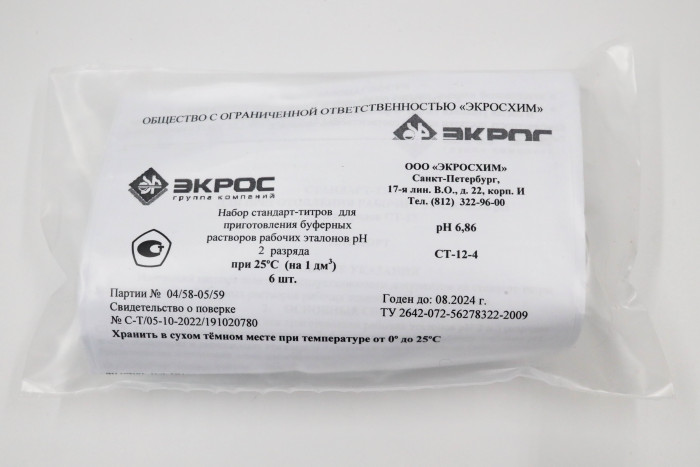 ОБЩЕСТВО С ОГРАНИЧЕННОЙ ОТВЕТСТВЕННОСТЬЮ «ЭКРОСХИМ»
ЭКРОС
ЭКРОС
группа компаний
ООО «ЭКРОСХИМ»
Санкт-Петербург,
17-я лин. В.О., д. 22, корп. И
Тел. (812) 322-96-00
Набор стандарт-титров для
приготовления буферных
растворов рабочих эталонов pH
2 разряда
при 25ºС (на 1 дм³)
6 шт.
pH 6,86
СТ-12-4
Партии № 04/58-05/59
Свидетельство о поверке
№ С-Т/05-10-2022/191020780
Годен до: 08.2024 г.
ТУ 2642-072-56278322-2009
Хранить в сухом тёмном месте при температуре от 0º до 25ºС